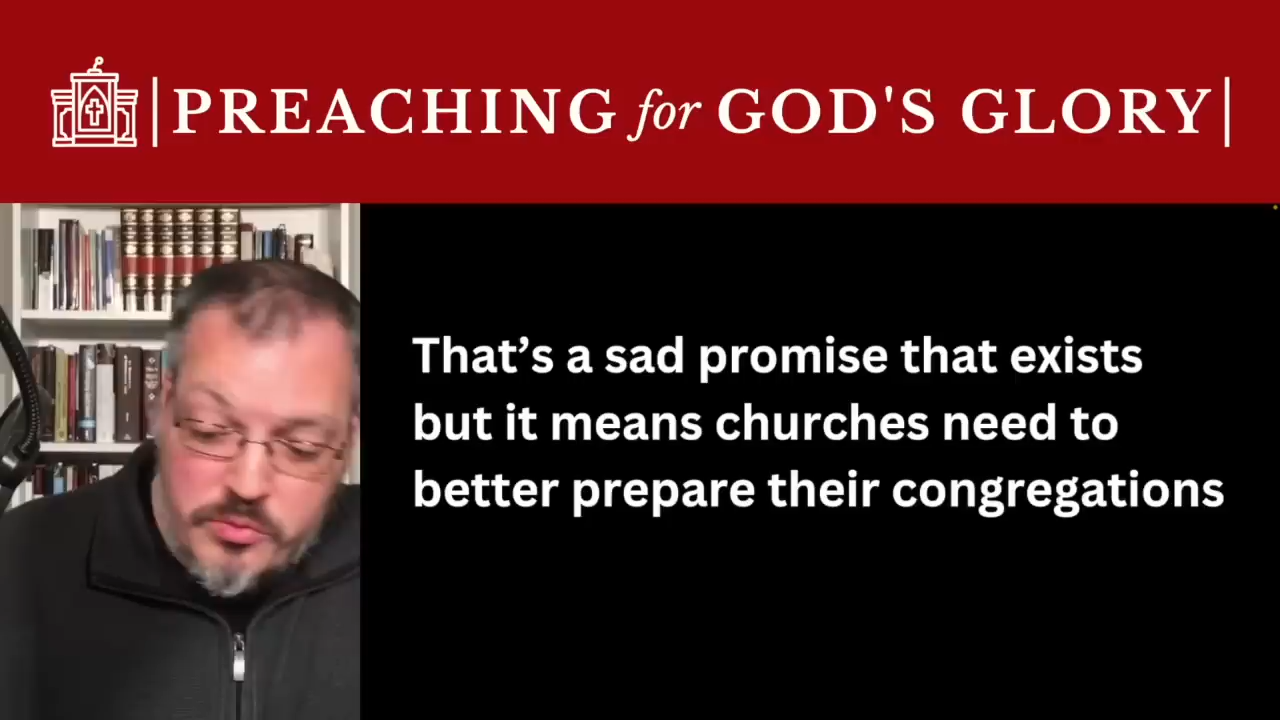 PREACHING for GOD'S GLORY
That’s a sad promise that exists
but it means churches need to
better prepare their congregations